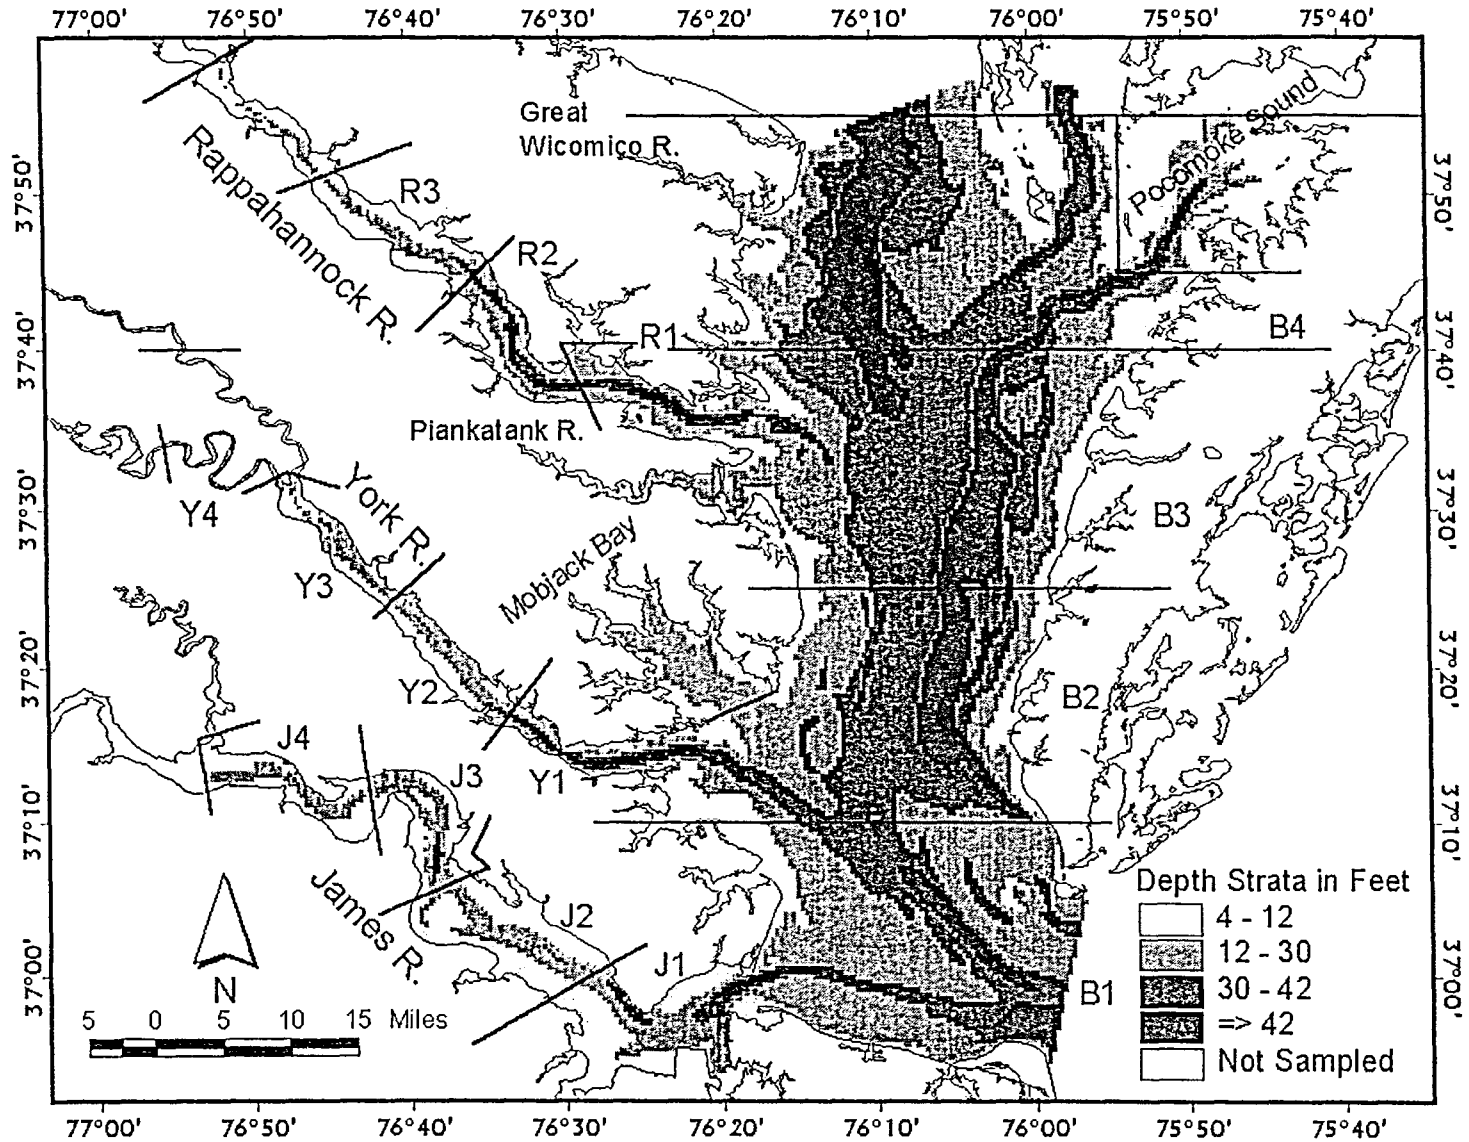 77°00' 76°50' 76°40' 76°30' 76°20' 76°10' 76°00' 75°50' 75°40'
Great
Wicomico R.
Pocomoke Sound
Rappahannock R.
R3
R2
R1
B4
37°50'
37°50'
37°40'
37°40'
Piankatank R.
York R.
Y4
B3
37°30'
37°30'
Mobjack Bay
Y3
37°20'
37°20'
Y2
B2
J4
J3
Y1
37°10'
37°10'
James R.
J2
J1
B1
37°00'
37°00'
N
5 0 5 10 15 Miles
Depth Strata in Feet
4 - 12
12 - 30
30 - 42
=> 42
Not Sampled
77°00' 76°50' 76°40' 76°30' 76°20' 76°10' 76°00' 75°50' 75°40'